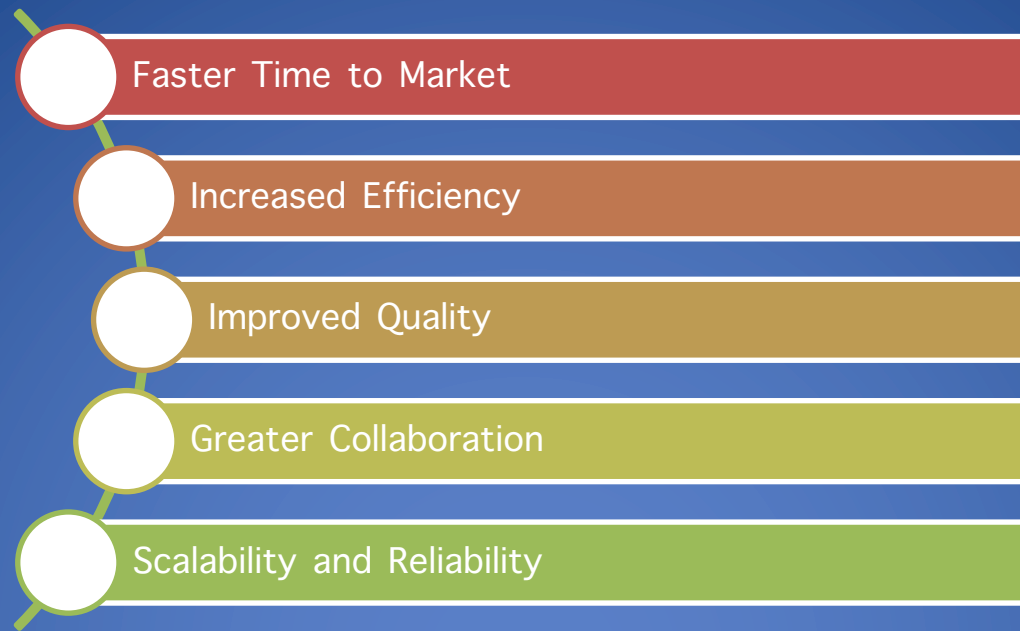 Faster Time to Market
Increased Efficiency
Improved Quality
Greater Collaboration
Scalability and Reliability